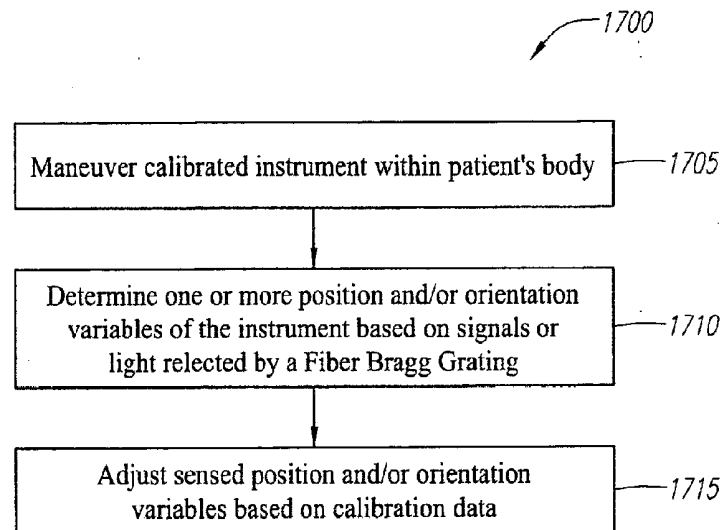 1700
Maneuver calibrated instrument within patient's body
1705
Determine one or more position and/or orientation
variables of the instrument based on signals or
light relected by a Fiber Bragg Grating
1710
Adjust sensed position and/or orientation
variables based on calibration data
1715